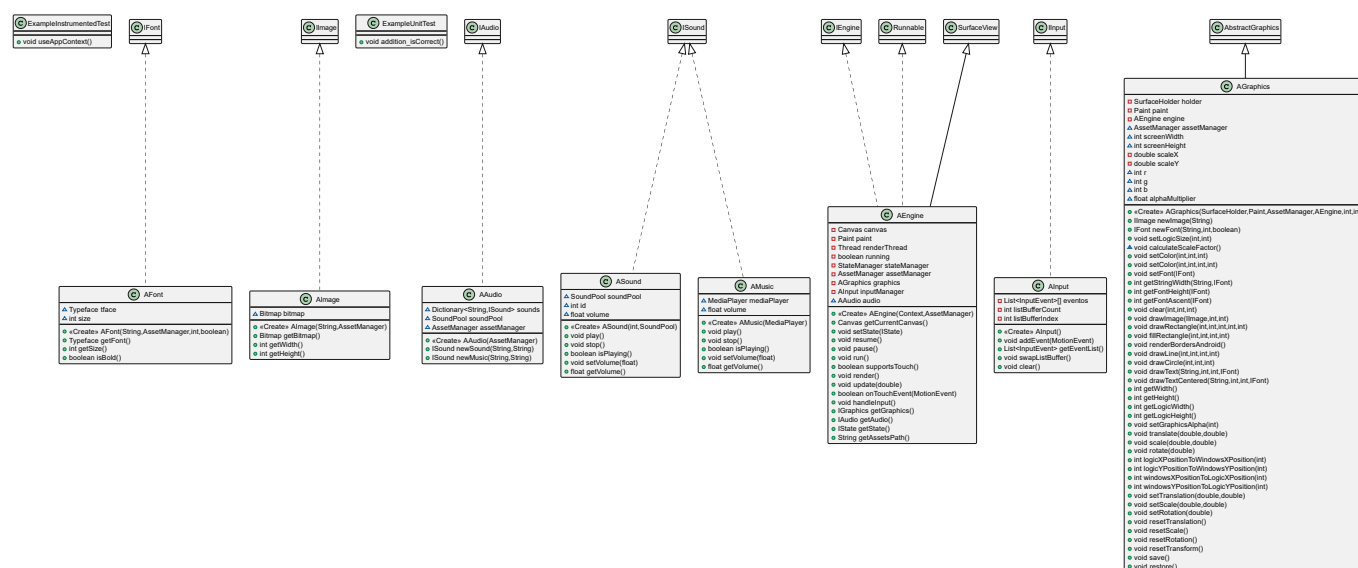 ExampleInstrumentedTest
void useAppContext()
IFont
IImage
ExampleUnitTest
void addition_isCorrect()
IAudio
ISound
IEngine
Runnable
SurfaceView
IInput
AbstractGraphics
AFont
Typeface tface
int size
«Create» AFont(String,AssetManager,int,boolean)
Typeface getFont()
int getSize()
boolean isBold()
AImage
Bitmap bitmap
«Create» AImage(String,AssetManager)
Bitmap getBitmap()
int getWidth()
int getHeight()
AAudio
Dictionary<String,ISound> sounds
SoundPool soundPool
AssetManager assetManager
«Create» AAudio(AssetManager)
ISound newSound(String,String)
ISound newMusic(String,String)
ASound
SoundPool soundPool
int id
float volume
«Create» ASound(int,SoundPool)
void play()
void stop()
boolean isPlaying()
void setVolume(float)
float getVolume()
AMusic
MediaPlayer mediaPlayer
float volume
«Create» AMusic(MediaPlayer)
void play()
void stop()
boolean isPlaying()
void setVolume(float)
float getVolume()
AEngine
Canvas canvas
Paint paint
Thread renderThread
boolean running
StateManager stateManager
AssetManager assetManager
AGraphics graphics
AInput inputManager
AAudio audio
«Create» AEngine(Context,AssetManager)
Canvas getCurrentCanvas()
void setState(IState)
void resume()
void pause()
void run()
boolean supportsTouch()
void render()
void update(double)
boolean onTouchEvent(MotionEvent)
void handleInput()
IGraphics getGraphics()
IAudio getAudio()
IState getState()
String getAssetsPath()
AInput
List<InputEvent>[] eventos
int listBufferCount
int listBufferIndex
«Create» AInput()
void addEvent(MotionEvent)
List<InputEvent> getEventList()
void swapListBuffer()
void clear()
AGraphics
SurfaceHolder holder
Paint paint
AEngine engine
AssetManager assetManager
int screenWidth
int screenHeight
double scaleX
double scaleY
int r
int g
int b
float alphaMultiplier
«Create» AGraphics(SurfaceHolder,Paint,AssetManager,AEngine,int,in
IImage newImage(String)
IFont newFont(String,int,boolean)
void setLogicSize(int,int)
void calculateScaleFactor()
void setColor(int,int,int)
void setColor(int,int,int,int)
void setFont(IFont)
int getStringWidth(String,IFont)
int getFontHeight(IFont)
int getFontAscent(IFont)
void clear(int,int,int)
void drawImage(IImage,int,int)
void drawRectangle(int,int,int,int,int)
void fillRectangle(int,int,int,int)
void renderBordersAndroid()
void drawLine(int,int,int,int)
void drawCircle(int,int,int)
void drawText(String,int,int,IFont)
void drawTextCentered(String,int,int,IFont)
int getWidth()
int getHeight()
int getLogicWidth()
int getLogicHeight()
void setGraphicsAlpha(int)
void translate(double,double)
void scale(double,double)
void rotate(double)
int logicXPositionToWindowsXPosition(int)
int logicYPositionToWindowsYPosition(int)
int windowsXPositionToLogicXPosition(int)
int windowsYPositionToLogicYPosition(int)
void setTranslation(double,double)
void setScale(double,double)
void setRotation(double)
void resetTranslation()
void resetScale()
void resetRotation()
void resetTransform()
void save()
void restore()